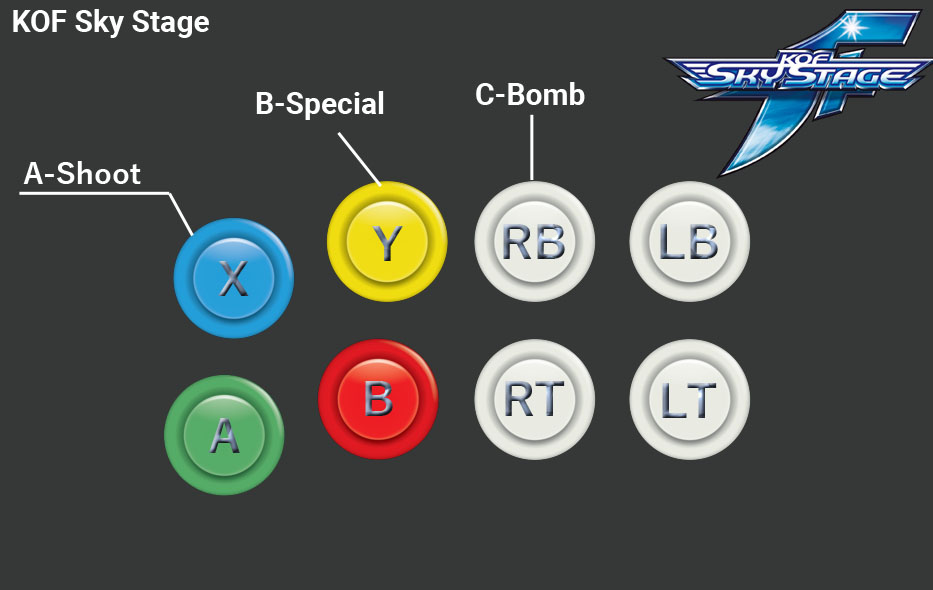 KOF Sky Stage
KOF
SKY STAGE
B-Special
C-Bomb
A-Shoot
X
Y
RB
LB
A
B
RT
LT